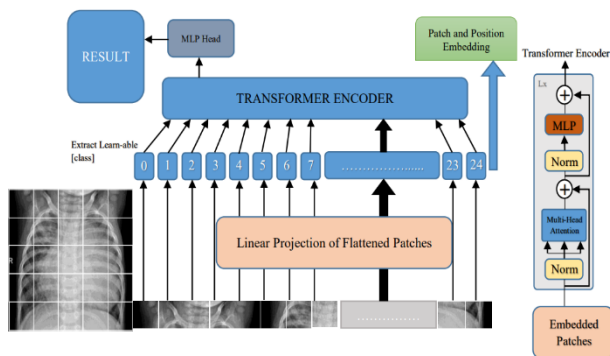 RESULT
MLP Head
Patch and Position
Embedding
TRANSFORMER ENCODER
Extract Learn-able
[class]
0 1 2 3 4 5 6 7 ..................... 23 24
R
Linear Projection of Flattened Patches
...............
Transformer Encoder
Lx
+
MLP
Norm
+
Multi-Head
Attention
Norm
Embedded
Patches